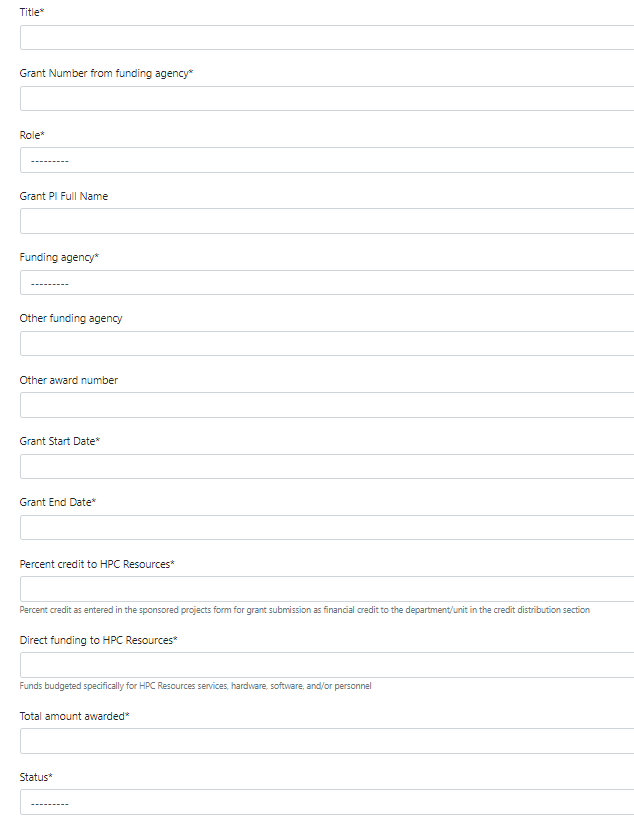 Title*
Grant Number from funding agency*
Role*
---------
Grant PI Full Name
Funding agency*
---------
Other funding agency
Other award number
Grant Start Date*
Grant End Date*
Percent credit to HPC Resources*
Percent credit as entered in the sponsored projects form for grant submission as financial credit to the department/unit in the credit distribution section
Direct funding to HPC Resources*
Funds budgeted specifically for HPC Resources services, hardware, software, and/or personnel
Total amount awarded*
Status*
---------